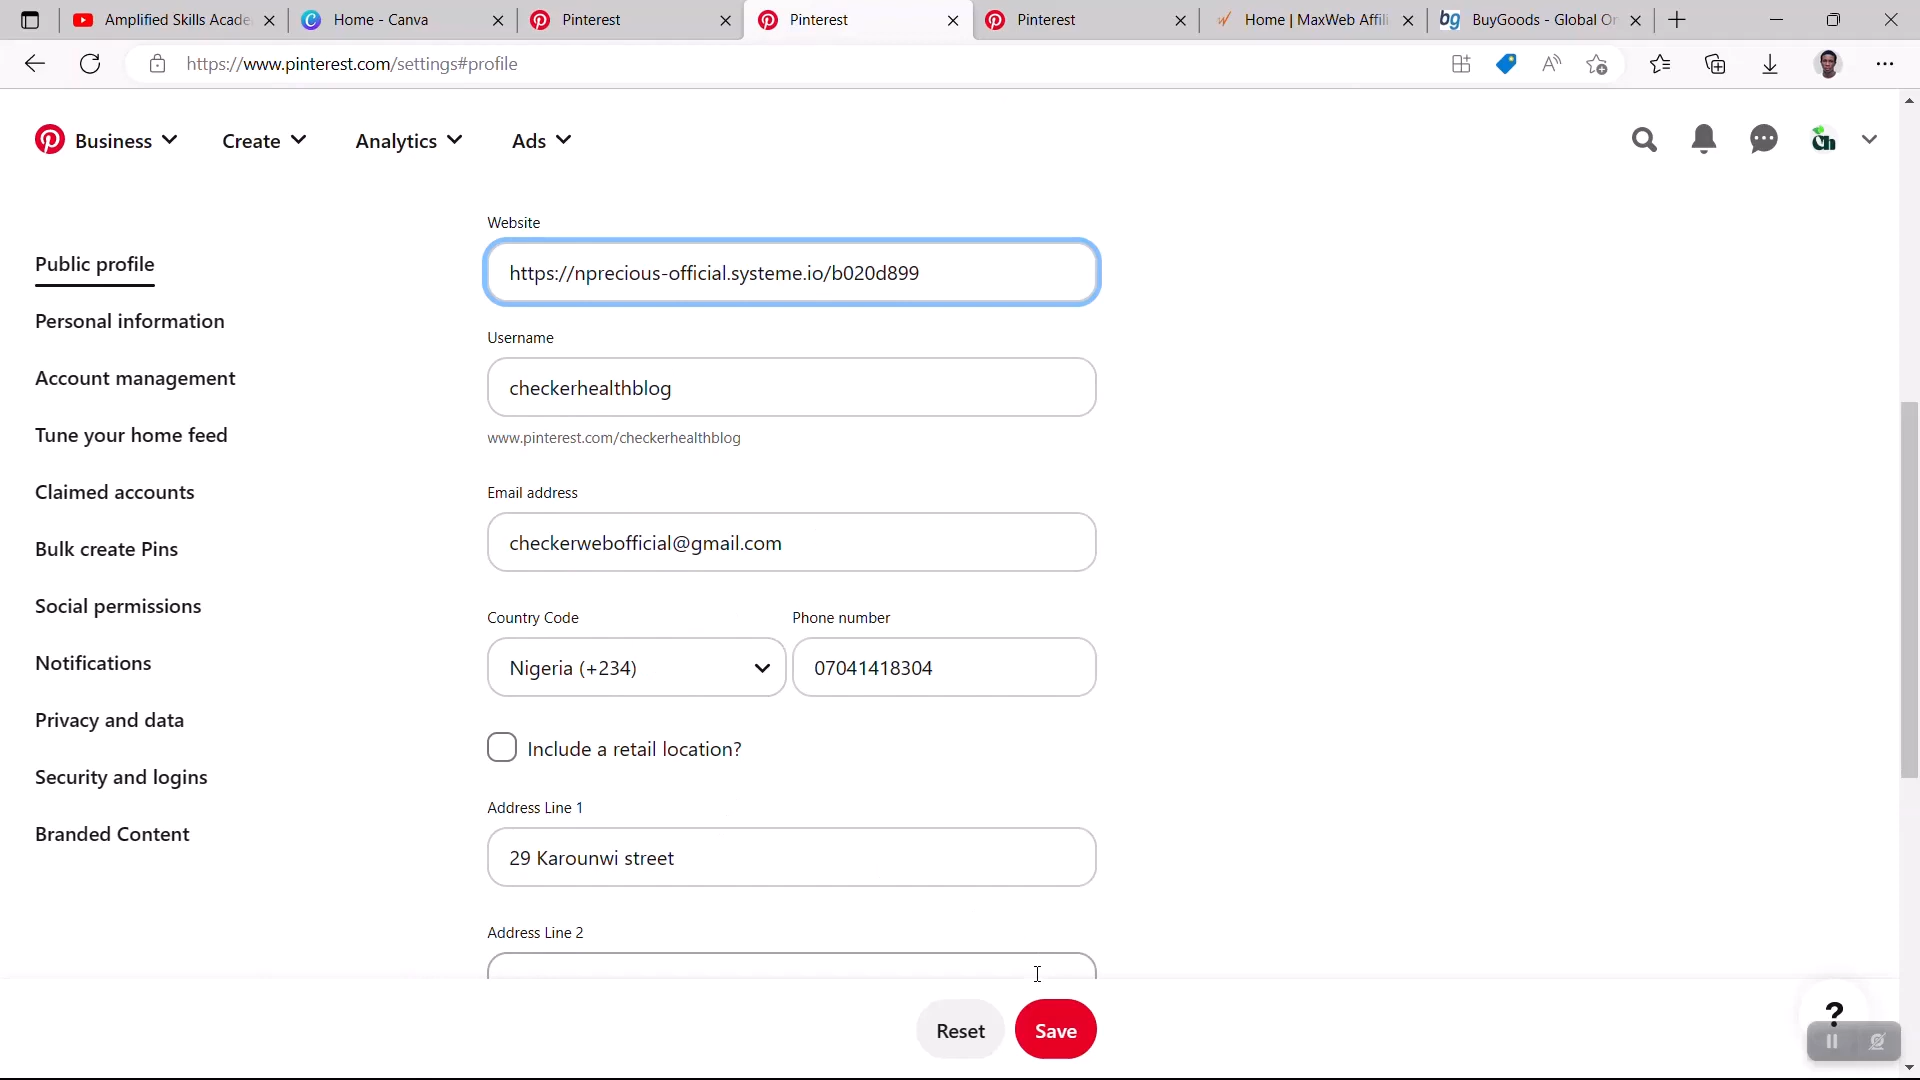 Amplified Skills Acade
Home - Canva
Pinterest
Pinterest
Pinterest
Home | MaxWeb Affili
bg
BuyGoods - Global On
https://www.pinterest.com/settings#profile
Business
Create
Analytics
Ads
Public profile
Personal information
Account management
Tune your home feed
Claimed accounts
Bulk create Pins
Social permissions
Notifications
Privacy and data
Security and logins
Branded Content
Website
https://nprecious-official.systeme.io/b020d899
Username
checkerhealthblog
www.pinterest.com/checkerhealthblog
Email address
checkerwebofficial@gmail.com
Country Code
Phone number
Nigeria (+234)
07041418304
Include a retail location?
Address Line 1
29 Karounwi street
Address Line 2
Reset
Save
?